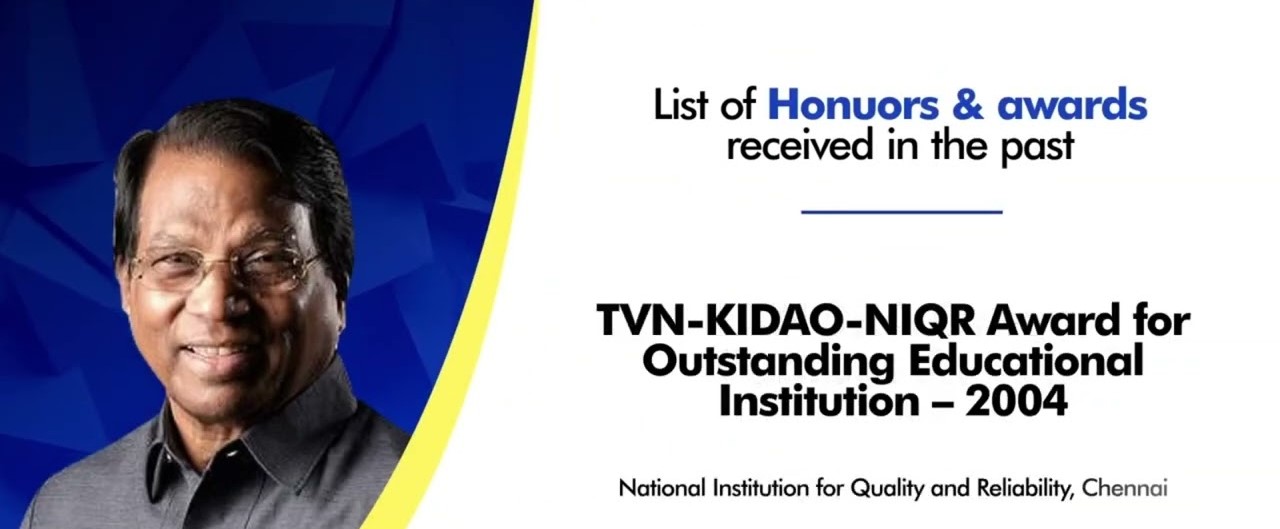 List of Honuors & awards
received in the past
TVN-KIDAO-NIQR Award for
Outstanding Educational
Institution – 2004
National Institution for Quality and Reliability, Chennai